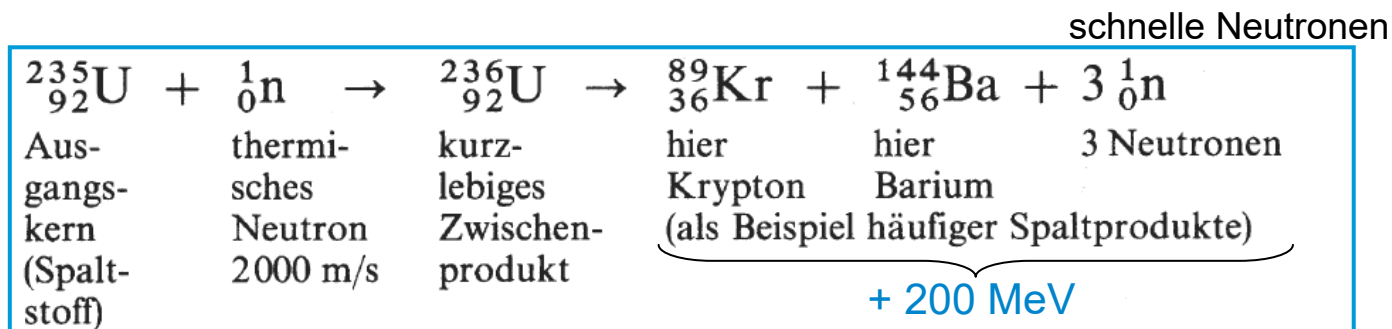 schnelle Neutronen
²³⁵₉₂U + ¹₀n → ²³⁶₉₂U → ⁸⁹₃₆Kr + ¹⁴⁴₅₆Ba + 3 ¹₀n
Aus- thermi- kurz- hier hier 3 Neutronen
gangs- sches lebiges Krypton Barium
kern Neutron Zwischen- (als Beispiel häufiger Spaltprodukte)
(Spalt- 2000 m/s produkt
stoff)
+ 200 MeV